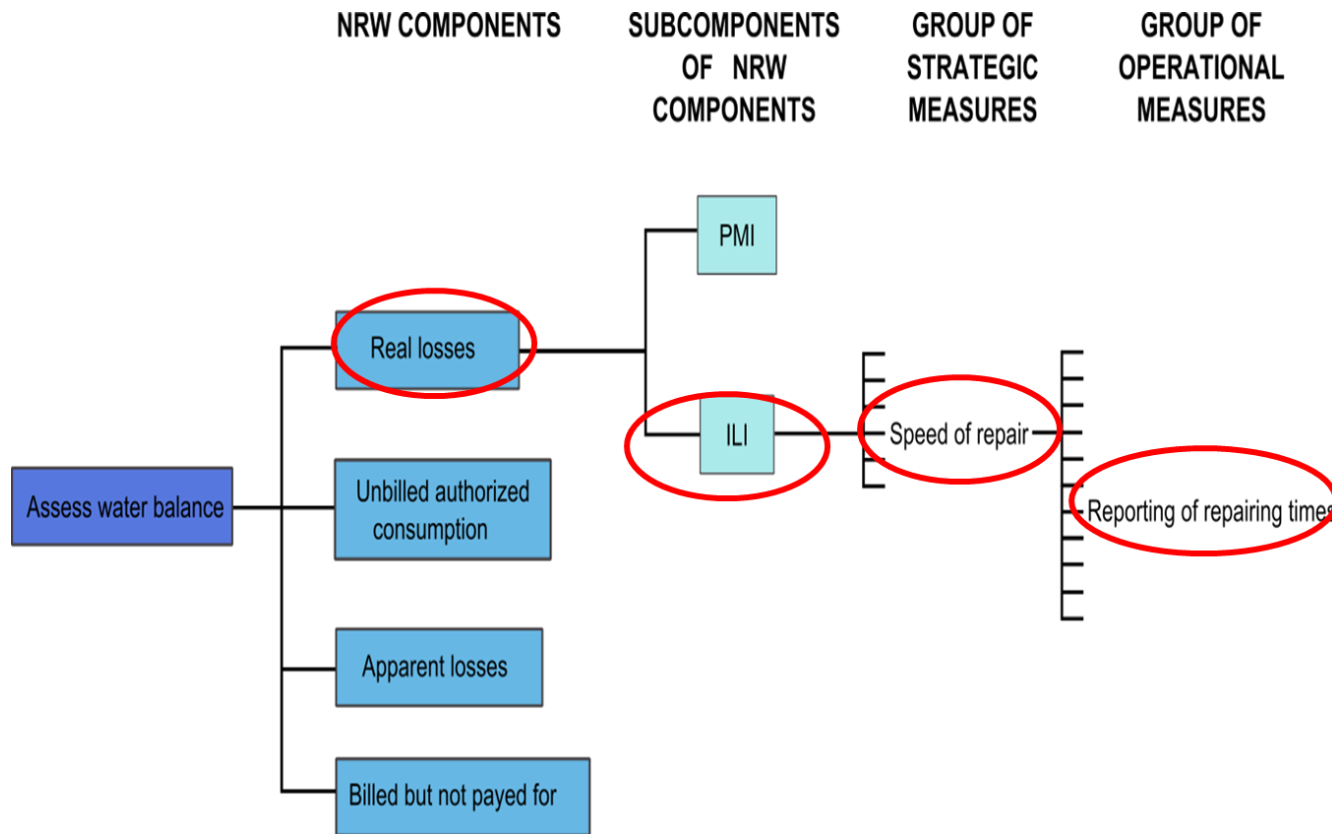 NRW COMPONENTS
SUBCOMPONENTS
OF NRW
COMPONENTS
GROUP OF
STRATEGIC
MEASURES
GROUP OF
OPERATIONAL
MEASURES
PMI
Real losses
ILI
Speed of repair
Assess water balance
Unbilled authorized
consumption
Reporting of repairing times
Apparent losses
Billed but not payed for